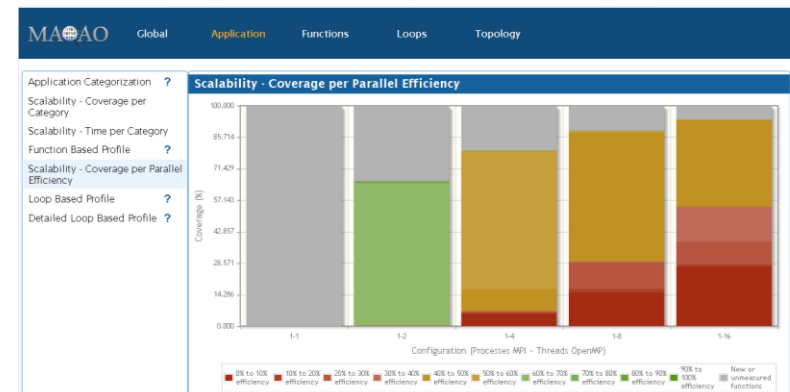 MAQAO
Global
Application
Functions
Loops
Topology
Application Categorization ?
Scalability - Coverage per
Category
Scalability - Time per Category
Function Based Profile ?
Scalability - Coverage per Parallel
Efficiency
Loop Based Profile ?
Detailed Loop Based Profile ?
Scalability - Coverage per Parallel Efficiency
100.000
85.714
71.429
57.143
42.857
28.571
14.286
0.000
Coverage (%)
1-1
1-2
1-4
1-8
1-16
Configuration (Processes MPI - Threads OpenMP)
0% to 10%
efficiency
10% to 20%
efficiency
20% to 30%
efficiency
30% to 40%
efficiency
40% to 50%
efficiency
50% to 60%
efficiency
60% to 70%
efficiency
70% to 80%
efficiency
80% to 90%
efficiency
90% to
100%
efficiency
New or
unmeasured
functions